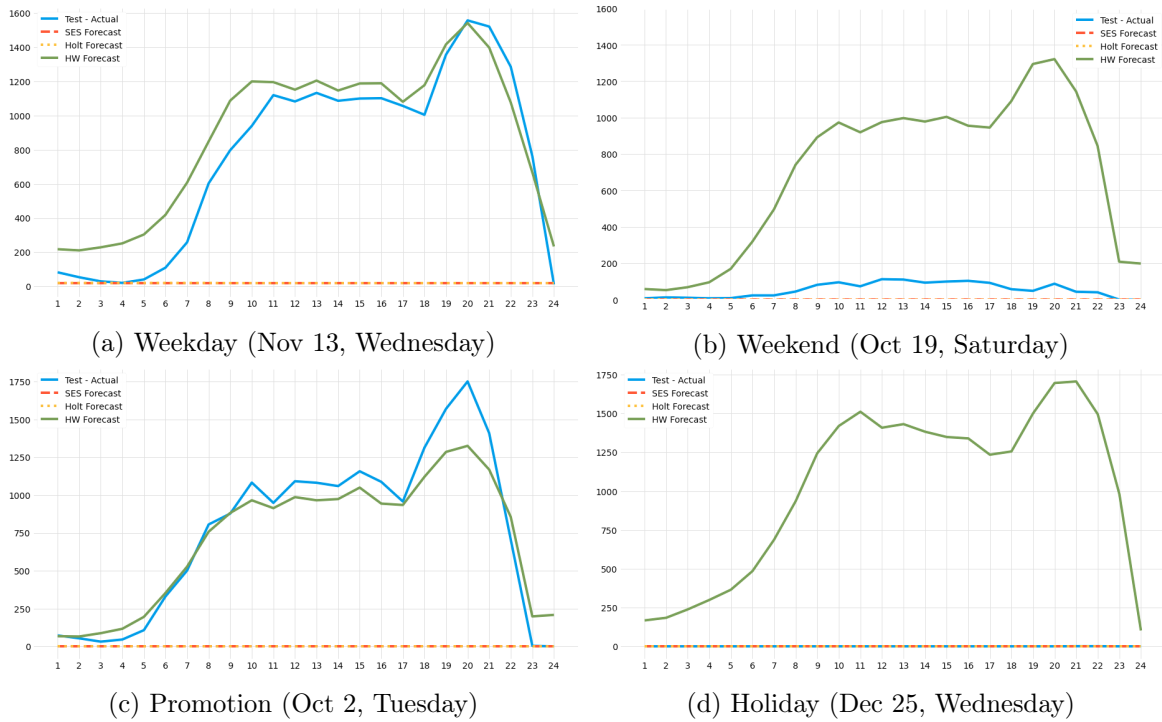 1600
1400
1200
1000
800
600
400
200
0
Test - Actual
SES Forecast
Holt Forecast
HW Forecast
1 2 3 4 5 6 7 8 9 10 11 12 13 14 15 16 17 18 19 20 21 22 23 24
(a) Weekday (Nov 13, Wednesday)
1600
1400
1200
1000
800
600
400
200
0
Test - Actual
SES Forecast
Holt Forecast
HW Forecast
1 2 3 4 5 6 7 8 9 10 11 12 13 14 15 16 17 18 19 20 21 22 23 24
(b) Weekend (Oct 19, Saturday)
1750
1500
1250
1000
750
500
250
0
Test - Actual
SES Forecast
Holt Forecast
HW Forecast
1 2 3 4 5 6 7 8 9 10 11 12 13 14 15 16 17 18 19 20 21 22 23 24
(c) Promotion (Oct 2, Tuesday)
1750
1500
1250
1000
750
500
250
0
Test - Actual
SES Forecast
Holt Forecast
HW Forecast
1 2 3 4 5 6 7 8 9 10 11 12 13 14 15 16 17 18 19 20 21 22 23 24
(d) Holiday (Dec 25, Wednesday)